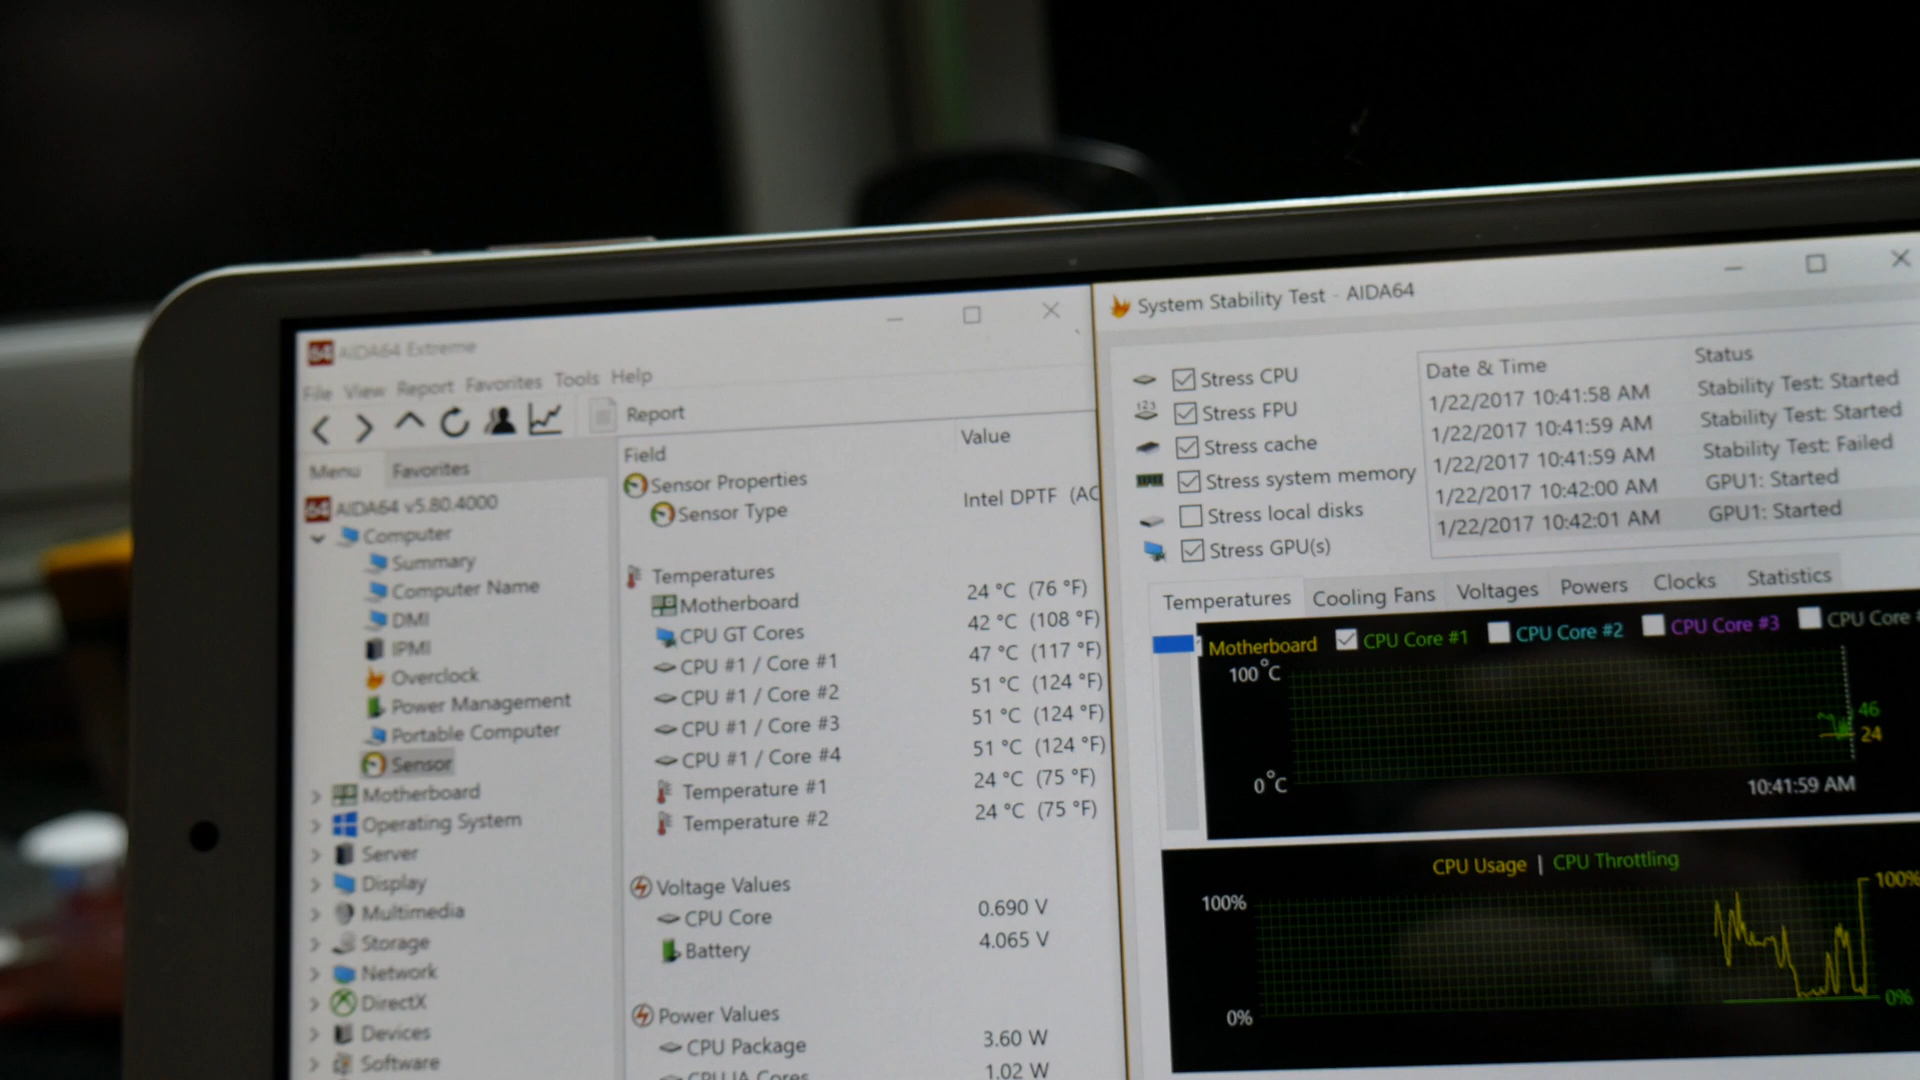 AIDA64 Extreme
File View Report Favorites Tools Help
Report
Menu Favorites
AIDA64 v5.80.4000
Computer
Summary
Computer Name
DMI
IPMI
Overclock
Power Management
Portable Computer
Sensor
Motherboard
Operating System
Server
Display
Multimedia
Storage
Network
DirectX
Devices
Software
Field Value
Sensor Properties
Sensor Type Intel DPTF (AC
Temperatures
Motherboard 24 °C (76 °F)
CPU GT Cores 42 °C (108 °F)
CPU #1 / Core #1 47 °C (117 °F)
CPU #1 / Core #2 51 °C (124 °F)
CPU #1 / Core #3 51 °C (124 °F)
CPU #1 / Core #4 51 °C (124 °F)
Temperature #1 24 °C (75 °F)
Temperature #2 24 °C (75 °F)
Voltage Values
CPU Core 0.690 V
Battery 4.065 V
Power Values
CPU Package 3.60 W
CPU IA Cores 1.02 W
System Stability Test - AIDA64
Stress CPU
123 Stress FPU
Stress cache
Stress system memory
Stress local disks
Stress GPU(s)
Date & Time Status
1/22/2017 10:41:58 AM Stability Test: Started
1/22/2017 10:41:59 AM Stability Test: Started
1/22/2017 10:41:59 AM Stability Test: Failed
1/22/2017 10:42:00 AM GPU1: Started
1/22/2017 10:42:01 AM GPU1: Started
Temperatures Cooling Fans Voltages Powers Clocks Statistics
Motherboard CPU Core #1 CPU Core #2 CPU Core #3 CPU Core #
100°C
46
24
0°C
10:41:59 AM
CPU Usage | CPU Throttling
100% 100%
0% 0%